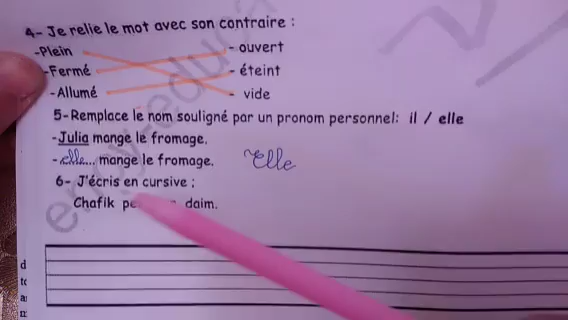 4- Je relie le mot avec son contraire :
-Plein - ouvert
-Fermé - éteint
-Allumé - vide
5-Remplace le nom souligné par un pronom personnel: il / elle
-Julia mange le fromage.
-elle... mange le fromage. Elle
6- J'écris en cursive :
Chafik daim.